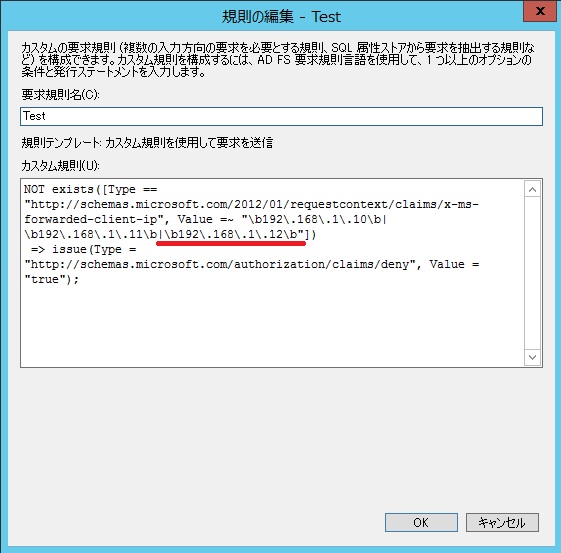 規則の編集 - Test
x
カスタムの要求規則 (複数の入力方向の要求を必要とする規則、SQL 属性ストアから要求を抽出する規則な
ど) を構成できます。カスタム規則を構成するには、AD FS 要求規則言語を使用して、1 つ以上のオプションの
条件と発行ステートメントを入力します。
要求規則名(C):
Test
規則テンプレート: カスタム規則を使用して要求を送信
カスタム規則(U):
NOT exists([Type ==
"http://schemas.microsoft.com/2012/01/requestcontext/claims/x-ms-
forwarded-client-ip", Value =~ "\b192\.168\.1\.10\b|
\b192\.168\.1\.11\b|\b192\.168\.1\.12\b"])
=> issue(Type =
"http://schemas.microsoft.com/authorization/claims/deny", Value =
"true");
OK
キャンセル